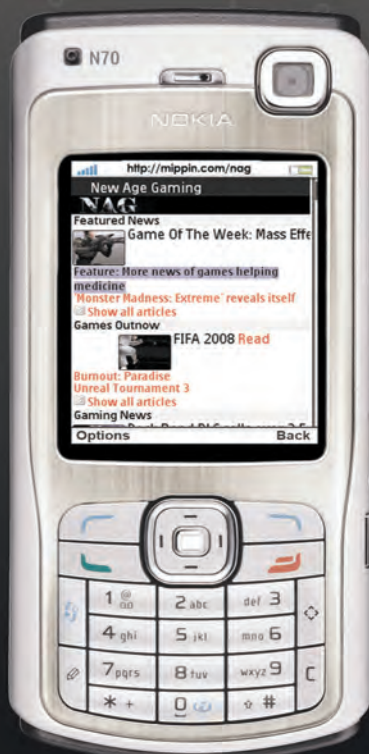 N70
NOKIA
http://mippin.com/nag
New Age Gaming
NAG
Featured News
Game Of The Week: Mass Effe
Feature: More news of games helping
medicine
'Monster Madness: Extreme' reveals itself
Show all articles
Games Outnow
FIFA 2008 Read
Burnout: Paradise
Unreal Tournament 3
Show all articles
Gaming News
Options Back
1 2 abc def 3
4 ghi 5 jkl mno 6
7 pqrs 8 tuv wxyz 9 C
* + 0 #